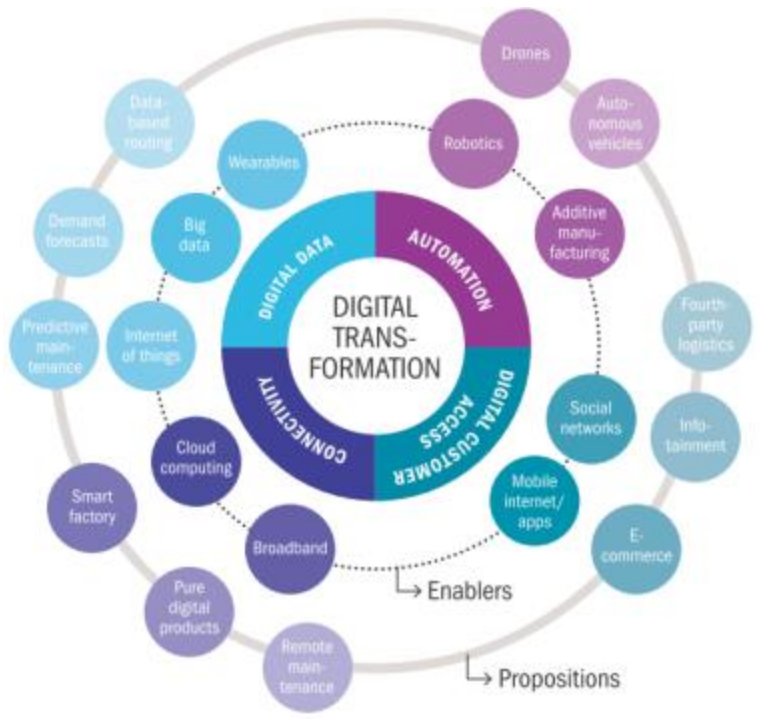 DIGITAL
TRANS-
FORMATION
DIGITAL DATA
AUTOMATION
DIGITAL CUSTOMER
ACCESS
CONNECTIVITY
Wearables
Big
data
Internet
of things
Robotics
Additive
manu-
facturing
Social
networks
Mobile
internet/
apps
Cloud
computing
Broadband
Enablers
Data-
based
routing
Demand
forecasts
Predictive
main-
tenance
Drones
Auto-
nomous
vehicles
Fourth-
party
logistics
Info-
tainment
E-
commerce
Smart
factory
Pure
digital
products
Remote
main-
tenance
Propositions